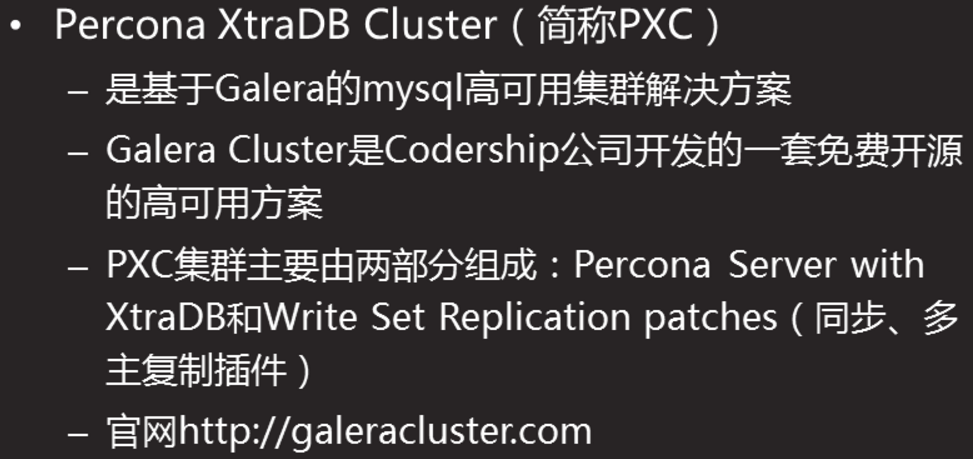 • Percona XtraDB Cluster（简称PXC）
– 是基于Galera的mysql高可用集群解决方案
– Galera Cluster是Codership公司开发的一套免费开源
的高可用方案
– PXC集群主要由两部分组成：Percona Server with
XtraDB和Write Set Replication patches（同步、多
主复制插件）
– 官网http://galeracluster.com